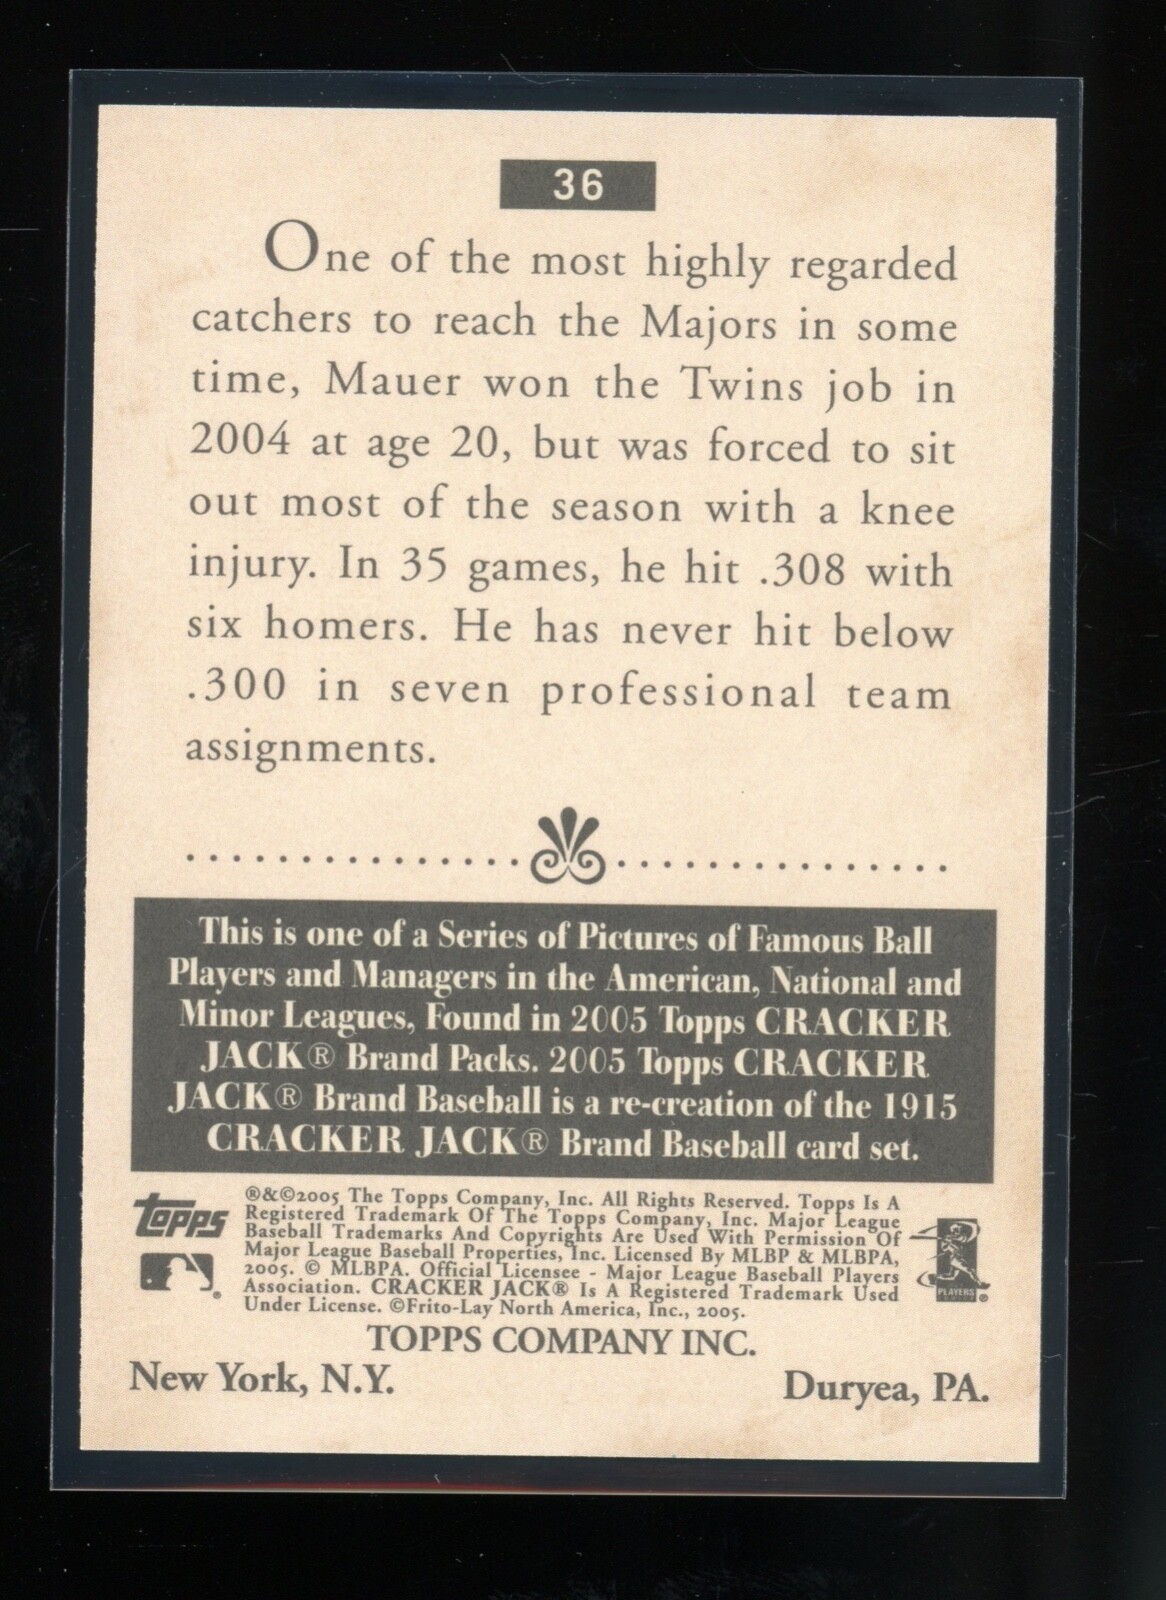 36
One of the most highly regarded
catchers to reach the Majors in some
time, Mauer won the Twins job in
2004 at age 20, but was forced to sit
out most of the season with a knee
injury. In 35 games, he hit .308 with
six homers. He has never hit below
.300 in seven professional team
assignments.
This is one of a Series of Pictures of Famous Ball
Players and Managers in the American, National and
Minor Leagues, Found in 2005 Topps CRACKER
JACK® Brand Packs. 2005 Topps CRACKER
JACK® Brand Baseball is a re-creation of the 1915
CRACKER JACK® Brand Baseball card set.
Topps
®&©2005 The Topps Company, Inc. All Rights Reserved. Topps Is A
Registered Trademark Of The Topps Company, Inc. Major League
Baseball Trademarks And Copyrights Are Used With Permission Of
Major League Baseball Properties, Inc. Licensed By MLBP & MLBPA,
2005. © MLBPA. Official Licensee - Major League Baseball Players
Association. CRACKER JACK® Is A Registered Trademark Used
Under License. ©Frito-Lay North America, Inc., 2005.
PLAYERS
TOPPS COMPANY INC.
New York, N.Y. Duryea, PA.